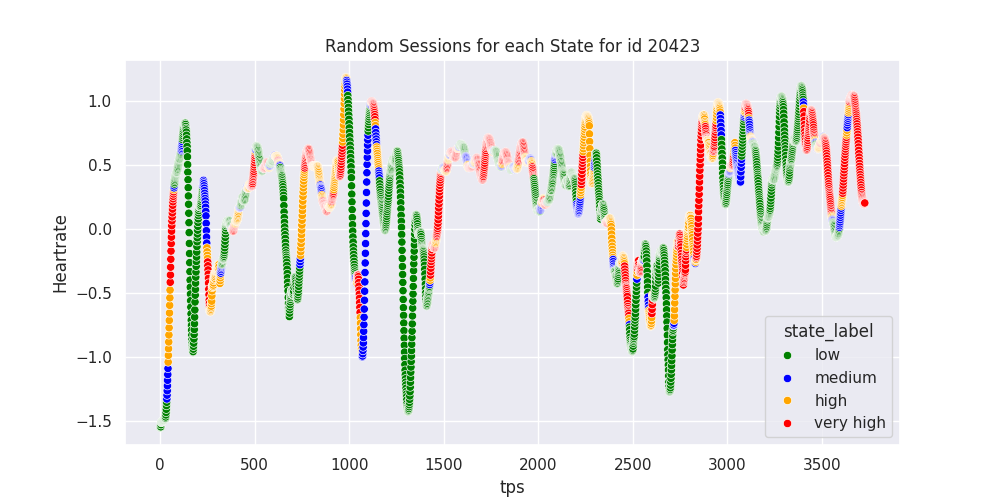 Random Sessions for each State for id 20423
Heartrate
1.0
0.5
0.0
−0.5
−1.0
−1.5
0
500
1000
1500
2000
2500
3000
3500
tps
state_label
low
medium
high
very high